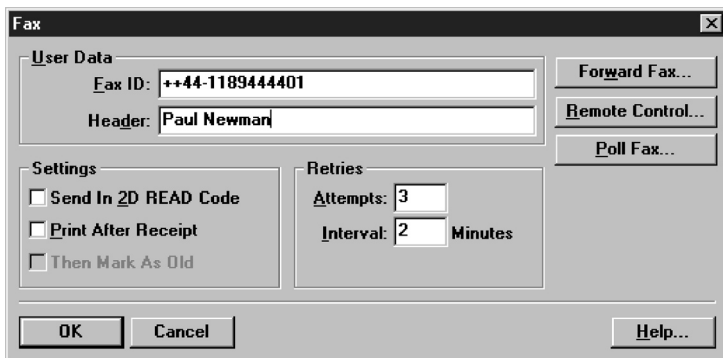 Fax
User Data
Fax ID: ++44-1189444401
Header: Paul Newman
Forward Fax...
Remote Control...
Poll Fax...
Settings
Send In 2D READ Code
Print After Receipt
Then Mark As Old
Retries
Attempts: 3
Interval: 2 Minutes
OK
Cancel
Help...